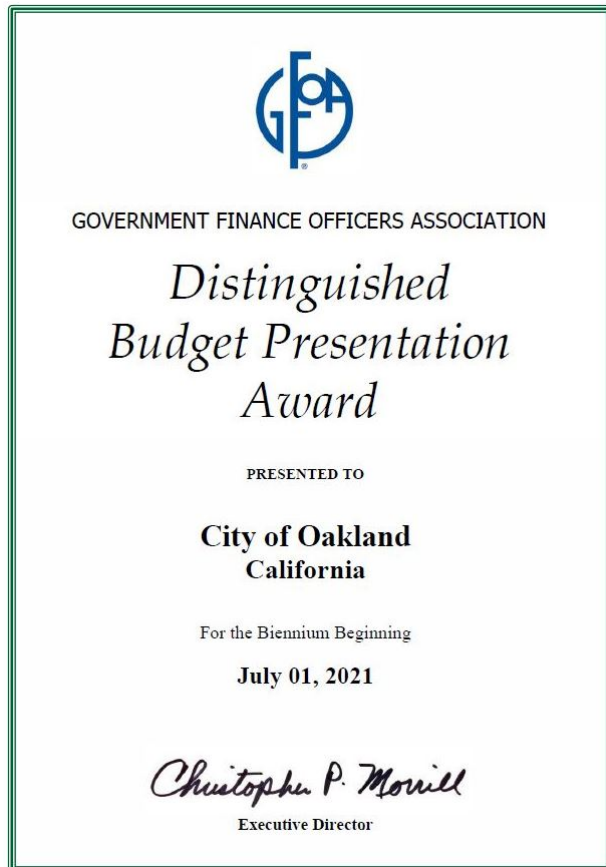 GFOA
®
GOVERNMENT FINANCE OFFICERS ASSOCIATION
Distinguished
Budget Presentation
Award
PRESENTED TO
City of Oakland
California
For the Biennium Beginning
July 01, 2021
Christopher P. Morrill
Executive Director